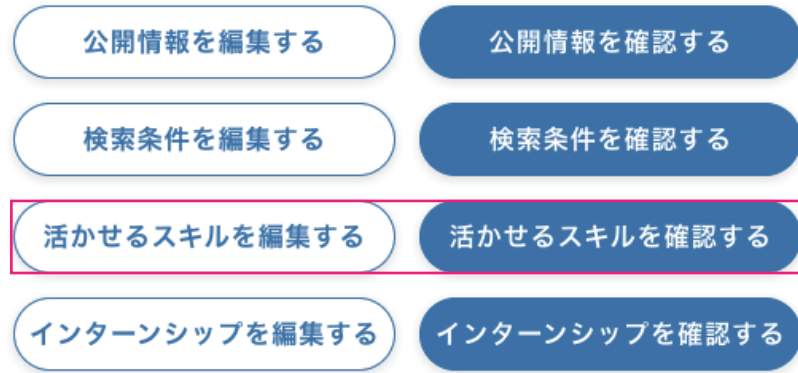 公開情報を編集する 公開情報を確認する
検索条件を編集する 検索条件を確認する
活かせるスキルを編集する 活かせるスキルを確認する
インターンシップを編集する インターンシップを確認する